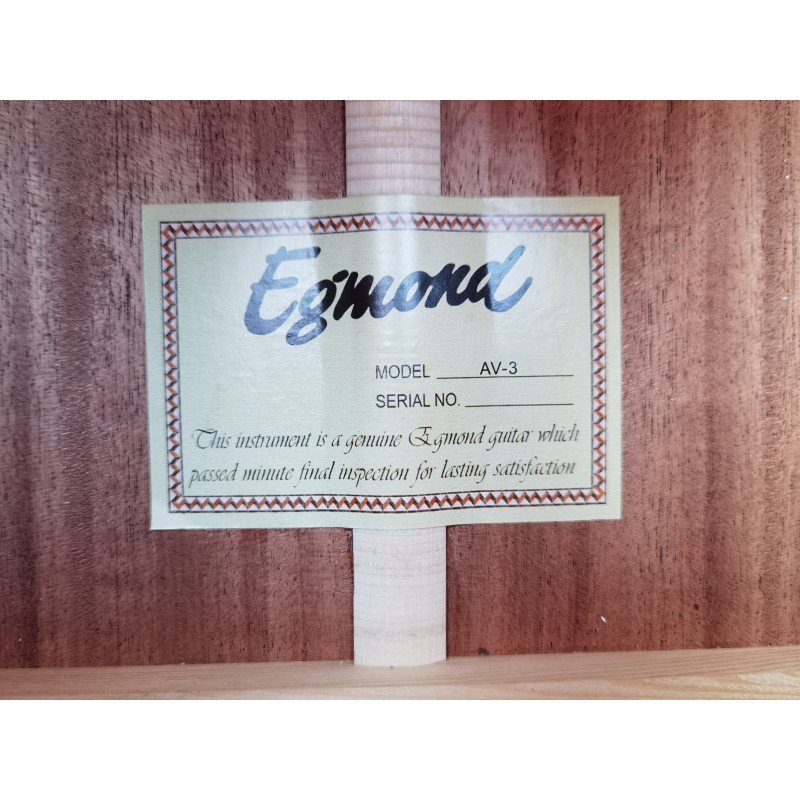 Egmond
MODEL AV-3
SERIAL NO.
This instrument is a genuine Egmond guitar which
passed minute final inspection for lasting satisfaction